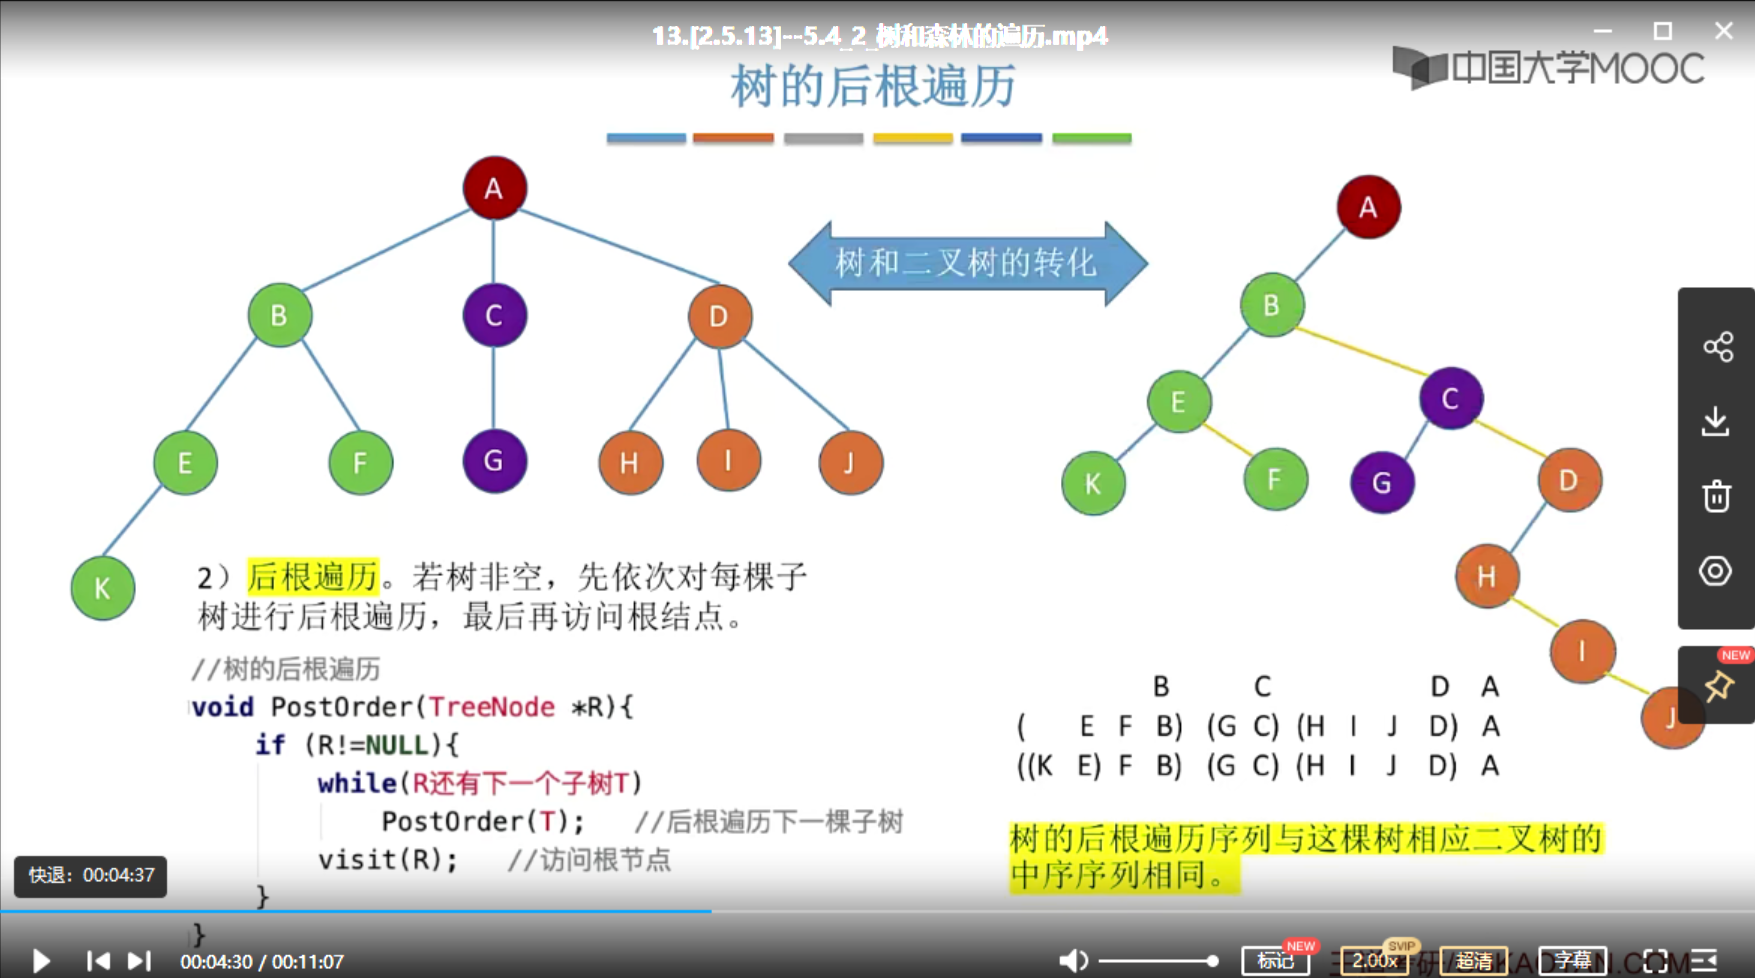 13.[2.5.13]--5.4_2_树和森林的遍历.mp4
中国大学MOOC
树的后根遍历
A
B
C
D
E
F
G
H
I
J
K
树和二叉树的转化
A
B
E
C
K
F
G
D
H
I
J
2）后根遍历。若树非空，先依次对每棵子
树进行后根遍历，最后再访问根结点。
//树的后根遍历
void PostOrder(TreeNode *R){
if (R!=NULL){
while(R还有下一个子树T)
PostOrder(T); //后根遍历下一棵子树
visit(R); //访问根节点
}
}
B C D A
( E F B) (G C) (H I J D) A
((K E) F B) (G C) (H I J D) A
树的后根遍历序列与这棵树相应二叉树的
中序序列相同。
NEW
快退：00:04:37
00:04:30 / 00:11:07
标记
NEW
2.00x
SVIP
超清
字幕